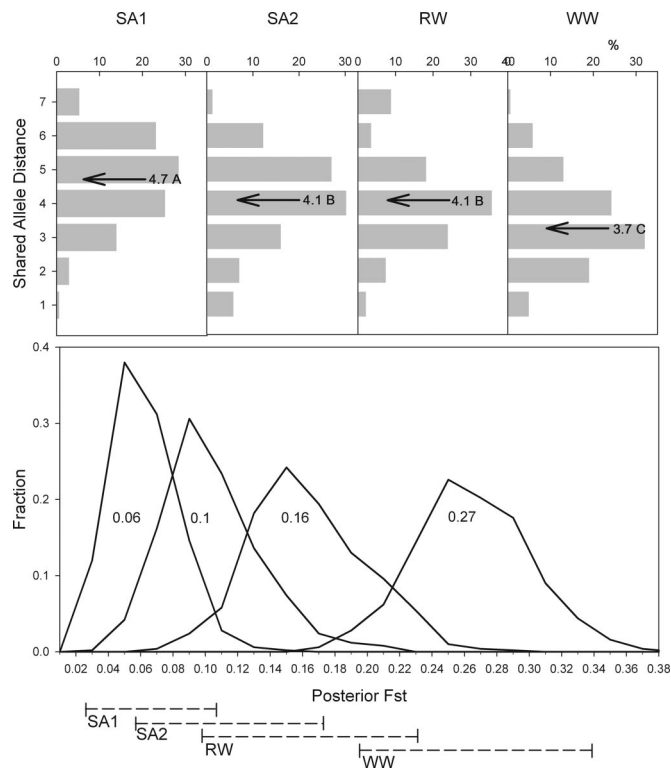 SA1 SA2 RW WW
%
0 10 20 30 0 10 20 30 0 10 20 30 40 0 10 20 30
Shared Allele Distance
7
6
5
4
3
2
1
4.7 A
4.1 B
4.1 B
3.7 C
Fraction
0.4
0.3
0.2
0.1
0.0
0.06
0.1
0.16
0.27
0.02 0.04 0.06 0.08 0.10 0.12 0.14 0.16 0.18 0.20 0.22 0.24 0.26 0.28 0.30 0.32 0.34 0.36 0.38
Posterior Fst
SA1
SA2
RW
WW